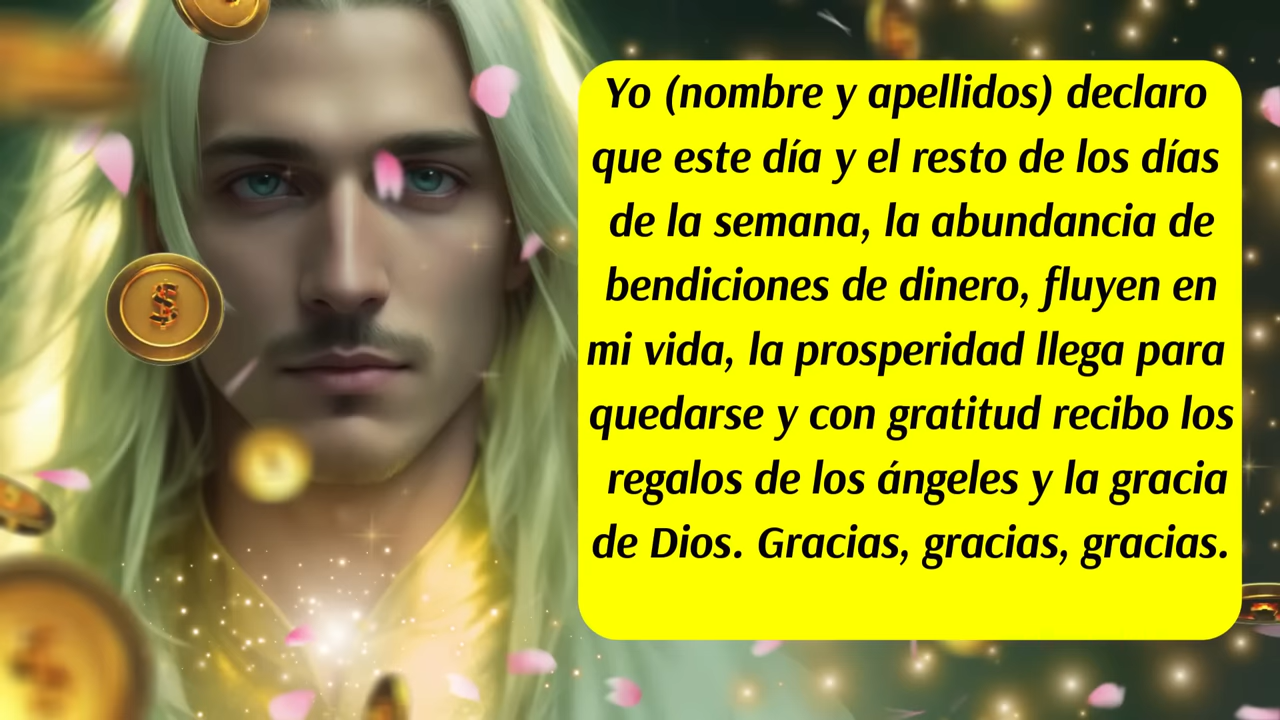 Yo (nombre y apellidos) declaro
que este día y el resto de los días
de la semana, la abundancia de
bendiciones de dinero, fluyen en
mi vida, la prosperidad llega para
quedarse y con gratitud recibo los
regalos de los ángeles y la gracia
de Dios. Gracias, gracias, gracias.